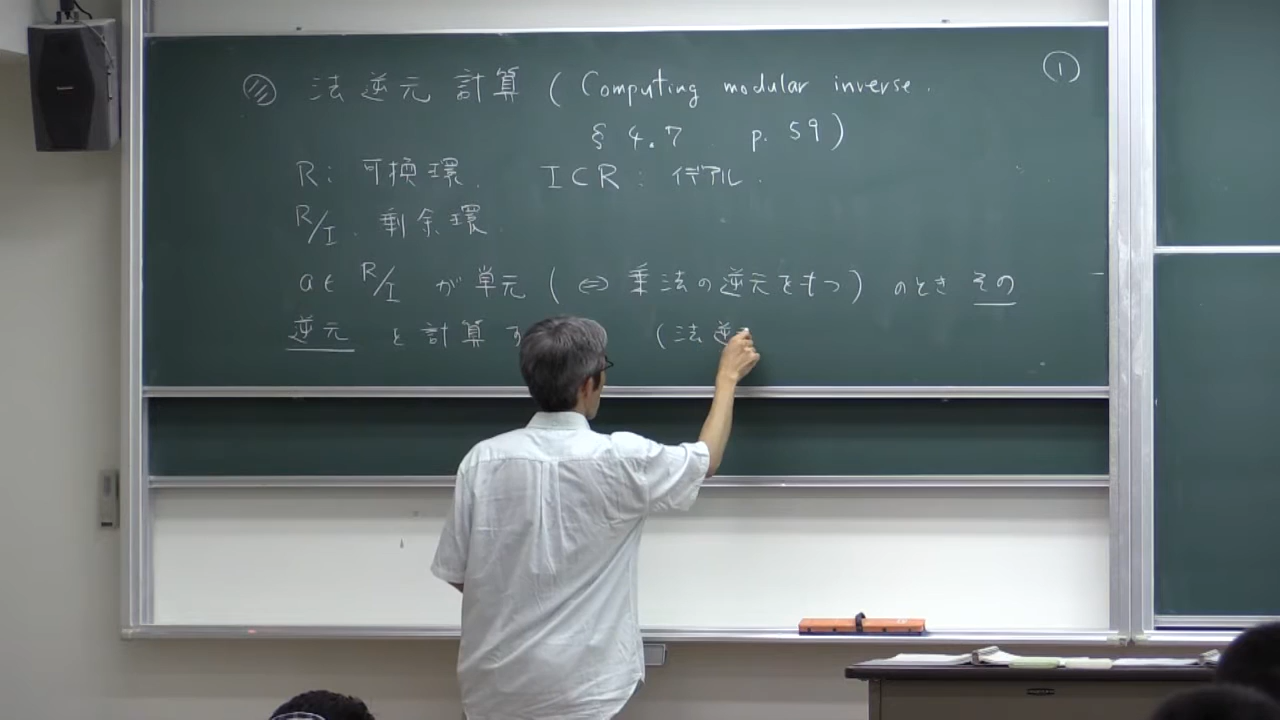 法逆元計算 (Computing modular inverse.
①
§ 4.7 p. 59)
R: 可換環. I⊂R: イデアル.
R/I. 剰余環.
a∈ R/I が単元 (⇔ 乗法の逆元をもつ) のとき その
逆元 を計算す (法逆